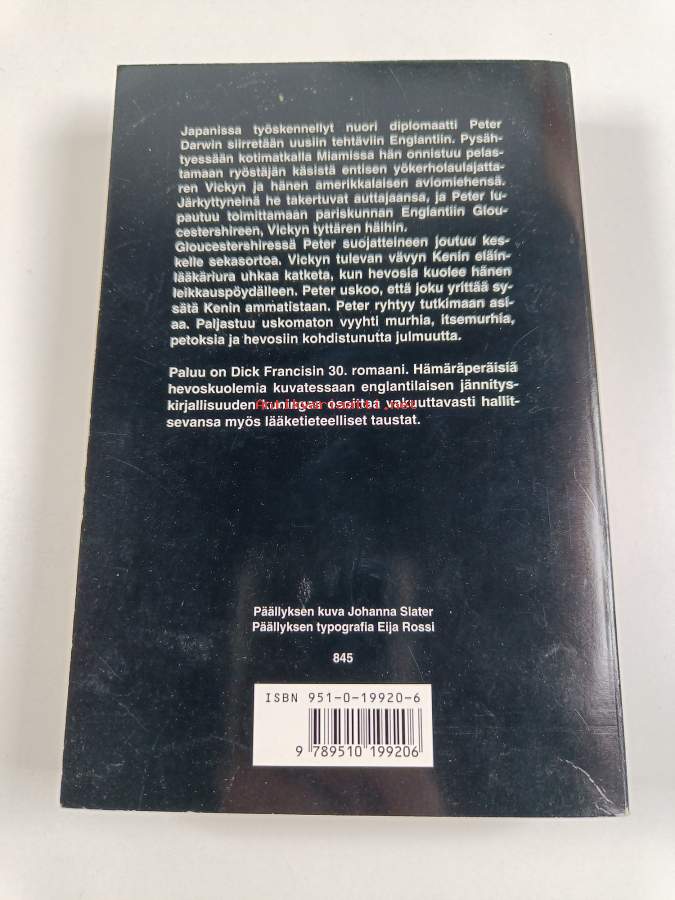 Japanissa työskennellyt nuori diplomaatti Peter
Darwin siirretään uusiin tehtäviin Englantiin. Pysäh-
tyessään kotimatkalla Miamissa hän onnistuu pelas-
tamaan ryöstäjän käsistä entisen yökerholaulajatta-
ren Vickyn ja hänen amerikkalaisen aviomiehensä.
Järkyttyneinä he takertuvat auttajaansa, ja Peter lu-
pautuu toimittamaan pariskunnan Englantiin Glou-
cestershireen, Vickyn tyttären häihin.
Gloucestershiressä Peter suojatteineen joutuu kes-
kelle sekasortoa. Vickyn tulevan vävyn Kenin eläin-
lääkäriura uhkaa katketa, kun hevosia kuolee hänen
leikkauspöydälleen. Peter uskoo, että joku yrittää sy-
sätä Kenin ammatistaan. Peter ryhtyy tutkimaan asi-
aa. Paljastuu uskomaton vyyhti murhia, itsemurhia,
petoksia ja hevosiin kohdistunutta julmuutta.
Paluu on Dick Francisin 30. romaani. Hämäräperäisiä
hevoskuolemia kuvatessaan englantilaisen jännitys-
kirjallisuuden kuningas osoittaa vakuuttavasti hallit-
sevansa myös lääketieteelliset taustat.
Antikvariaatti.net
Päällyksen kuva Johanna Slater
Päällyksen typografia Eija Rossi
845
ISBN 951-0-19920-6
9 789510 199206